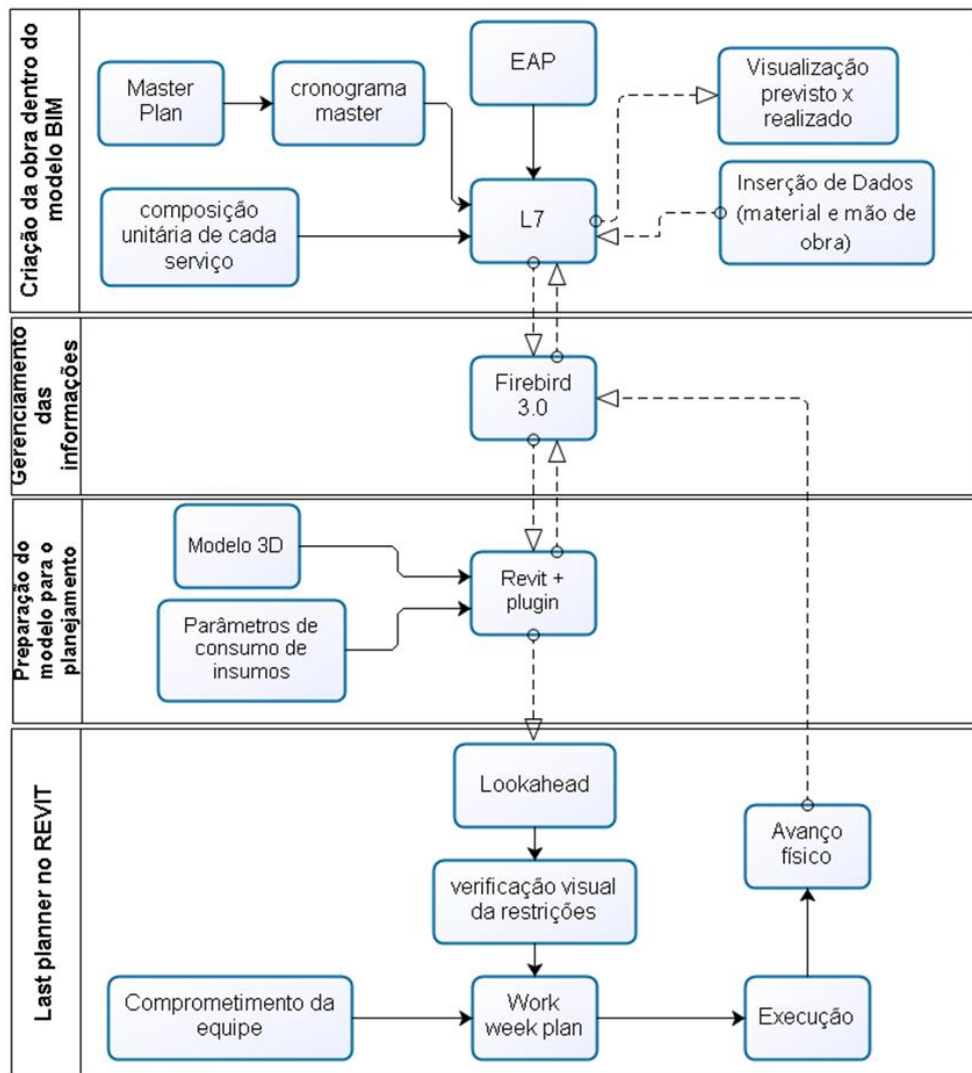 Criação da obra dentro do
modelo BIM
Master
Plan
cronograma
master
EAP
Visualização
previsto x
realizado
composição
unitária de cada
serviço
L7
Inserção de Dados
(material e mão de
obra)
Gerenciamento
das
informações
Firebird
3.0
Preparação do
modelo para o
planejamento
Modelo 3D
Parâmetros de
consumo de
insumos
Revit +
plugin
Last planner no REVIT
Lookahead
verificação visual
da restrições
Comprometimento da
equipe
Work
week plan
Execução
Avanço
físico